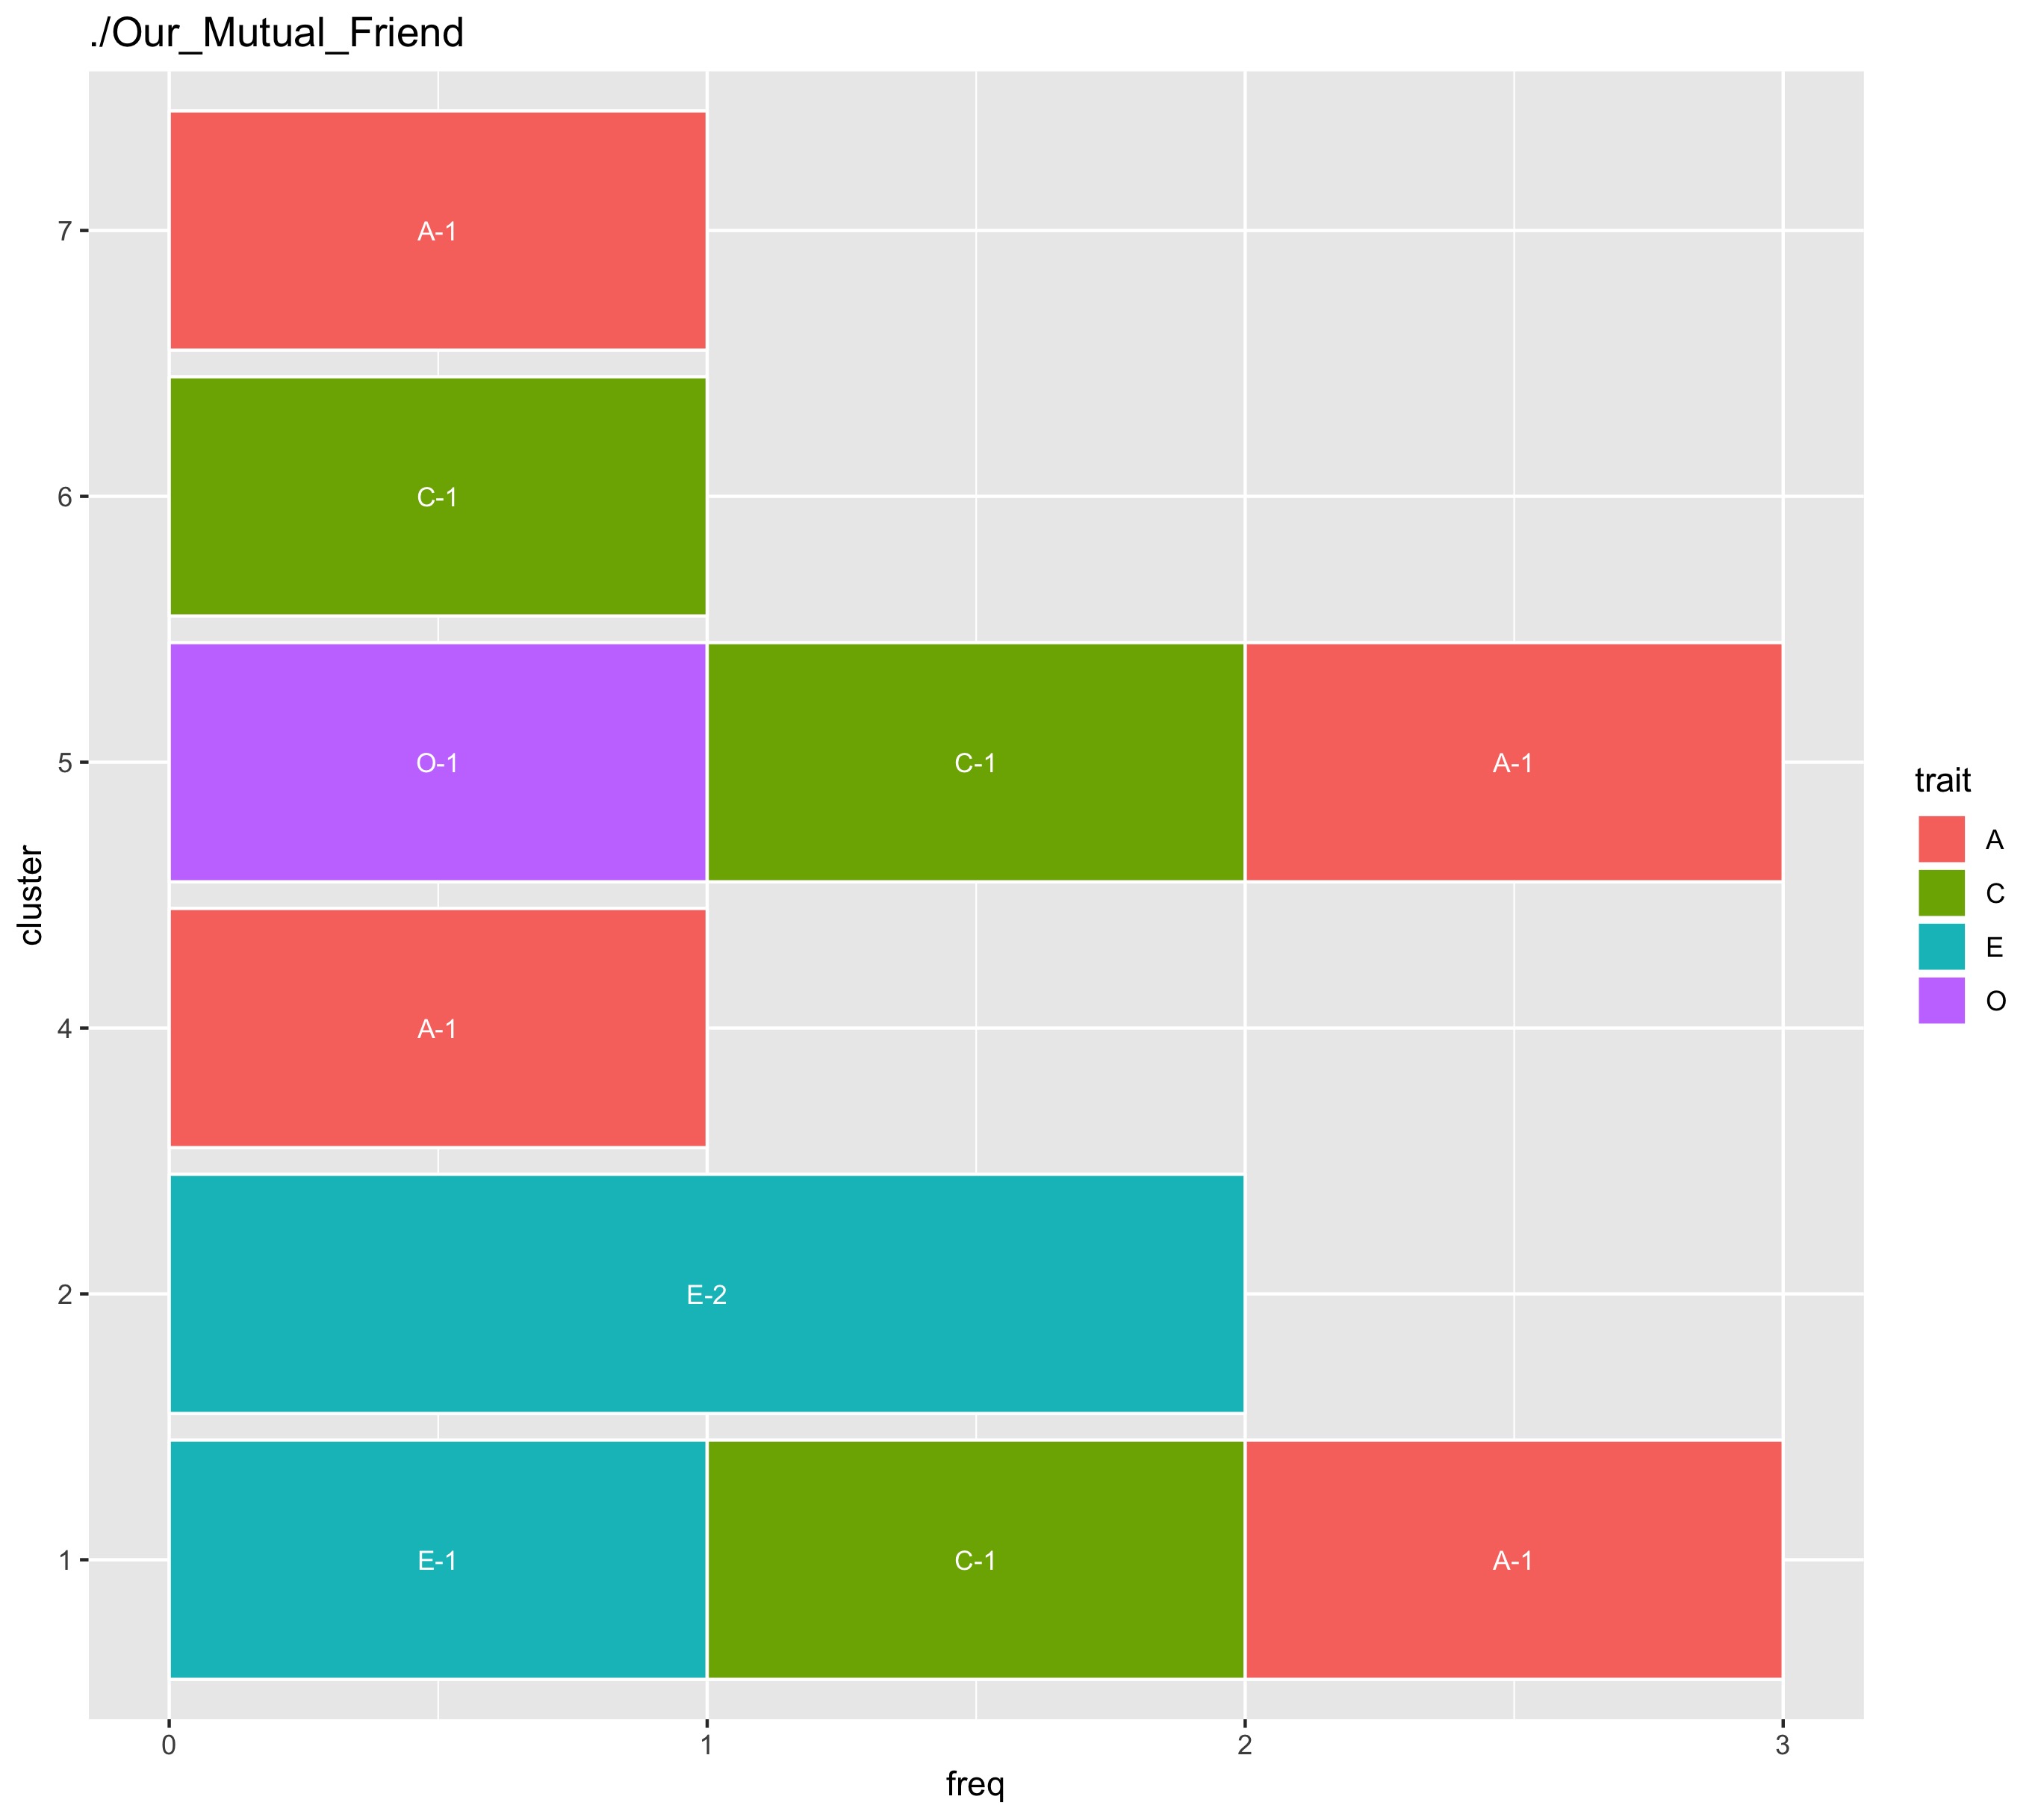 ./Our_Mutual_Friend
7
A-1
6
C-1
5
O-1 C-1 A-1
4
A-1
2
E-2
1
E-1 C-1 A-1
0 1 2 3
freq
cluster
trait
A
C
E
O